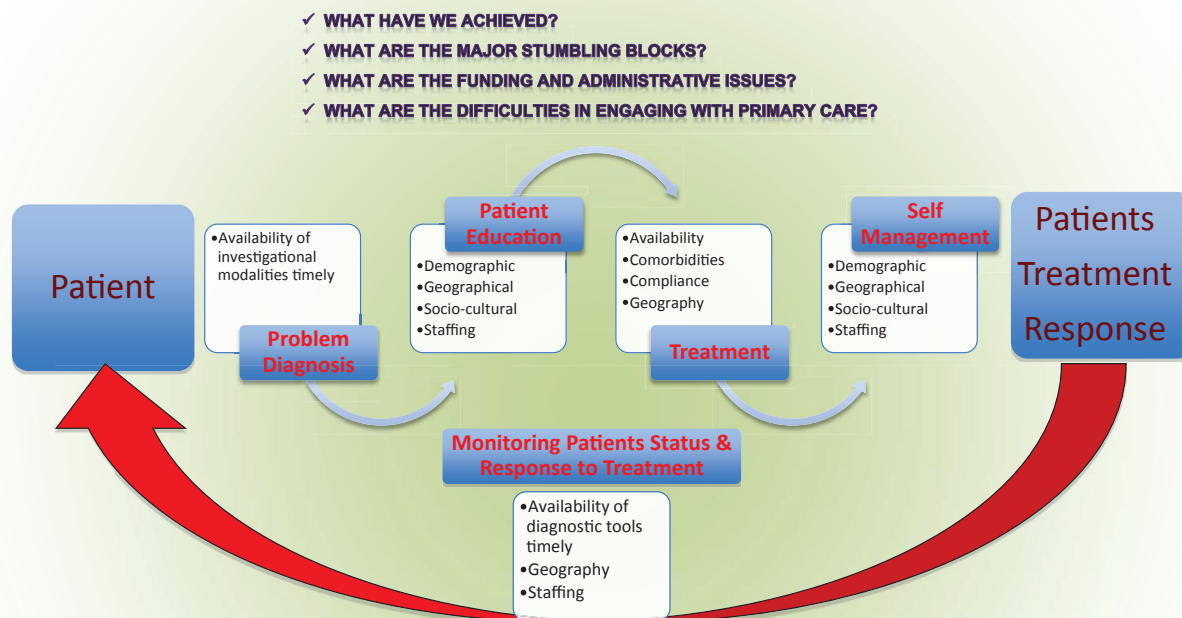 ✓ WHAT HAVE WE ACHIEVED?
✓ WHAT ARE THE MAJOR STUMBLING BLOCKS?
✓ WHAT ARE THE FUNDING AND ADMINISTRATIVE ISSUES?
✓ WHAT ARE THE DIFFICULTIES IN ENGAGING WITH PRIMARY CARE?
Patient
•Availability of
investigational
modalities timely
Problem
Diagnosis
Patient
Education
•Demographic
•Geographical
•Socio-cultural
•Staffing
•Availability
•Comorbidities
•Compliance
•Geography
Treatment
Self
Management
•Demographic
•Geographical
•Socio-cultural
•Staffing
Patients
Treatment
Response
Monitoring Patients Status &
Response to Treatment
•Availability of
diagnostic tools
timely
•Geography
•Staffing